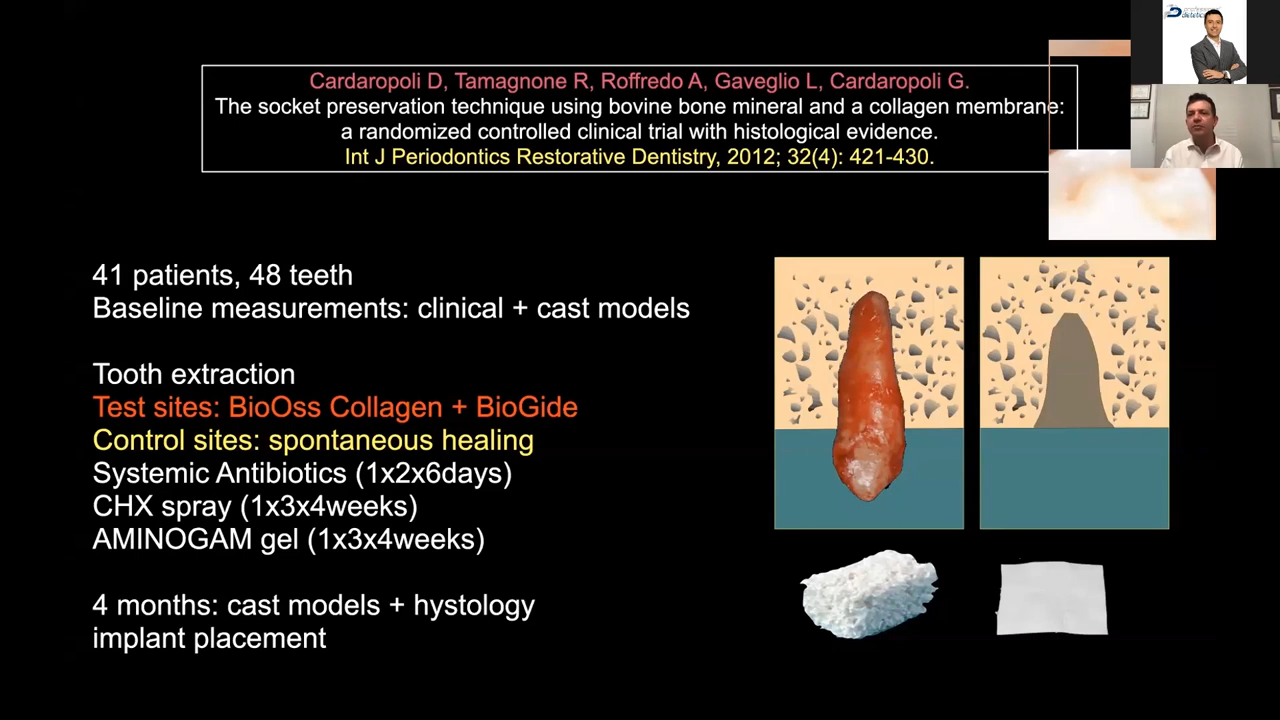 Cardaropoli D, Tamagnone R, Roffredo A, Gaveglio L, Cardaropoli G.
The socket preservation technique using bovine bone mineral and a collagen membrane:
a randomized controlled clinical trial with histological evidence.
Int J Periodontics Restorative Dentistry, 2012; 32(4): 421-430.
41 patients, 48 teeth
Baseline measurements: clinical + cast models
Tooth extraction
Test sites: BioOss Collagen + BioGide
Control sites: spontaneous healing
Systemic Antibiotics (1x2x6days)
CHX spray (1x3x4weeks)
AMINOGAM gel (1x3x4weeks)
4 months: cast models + hystology
implant placement